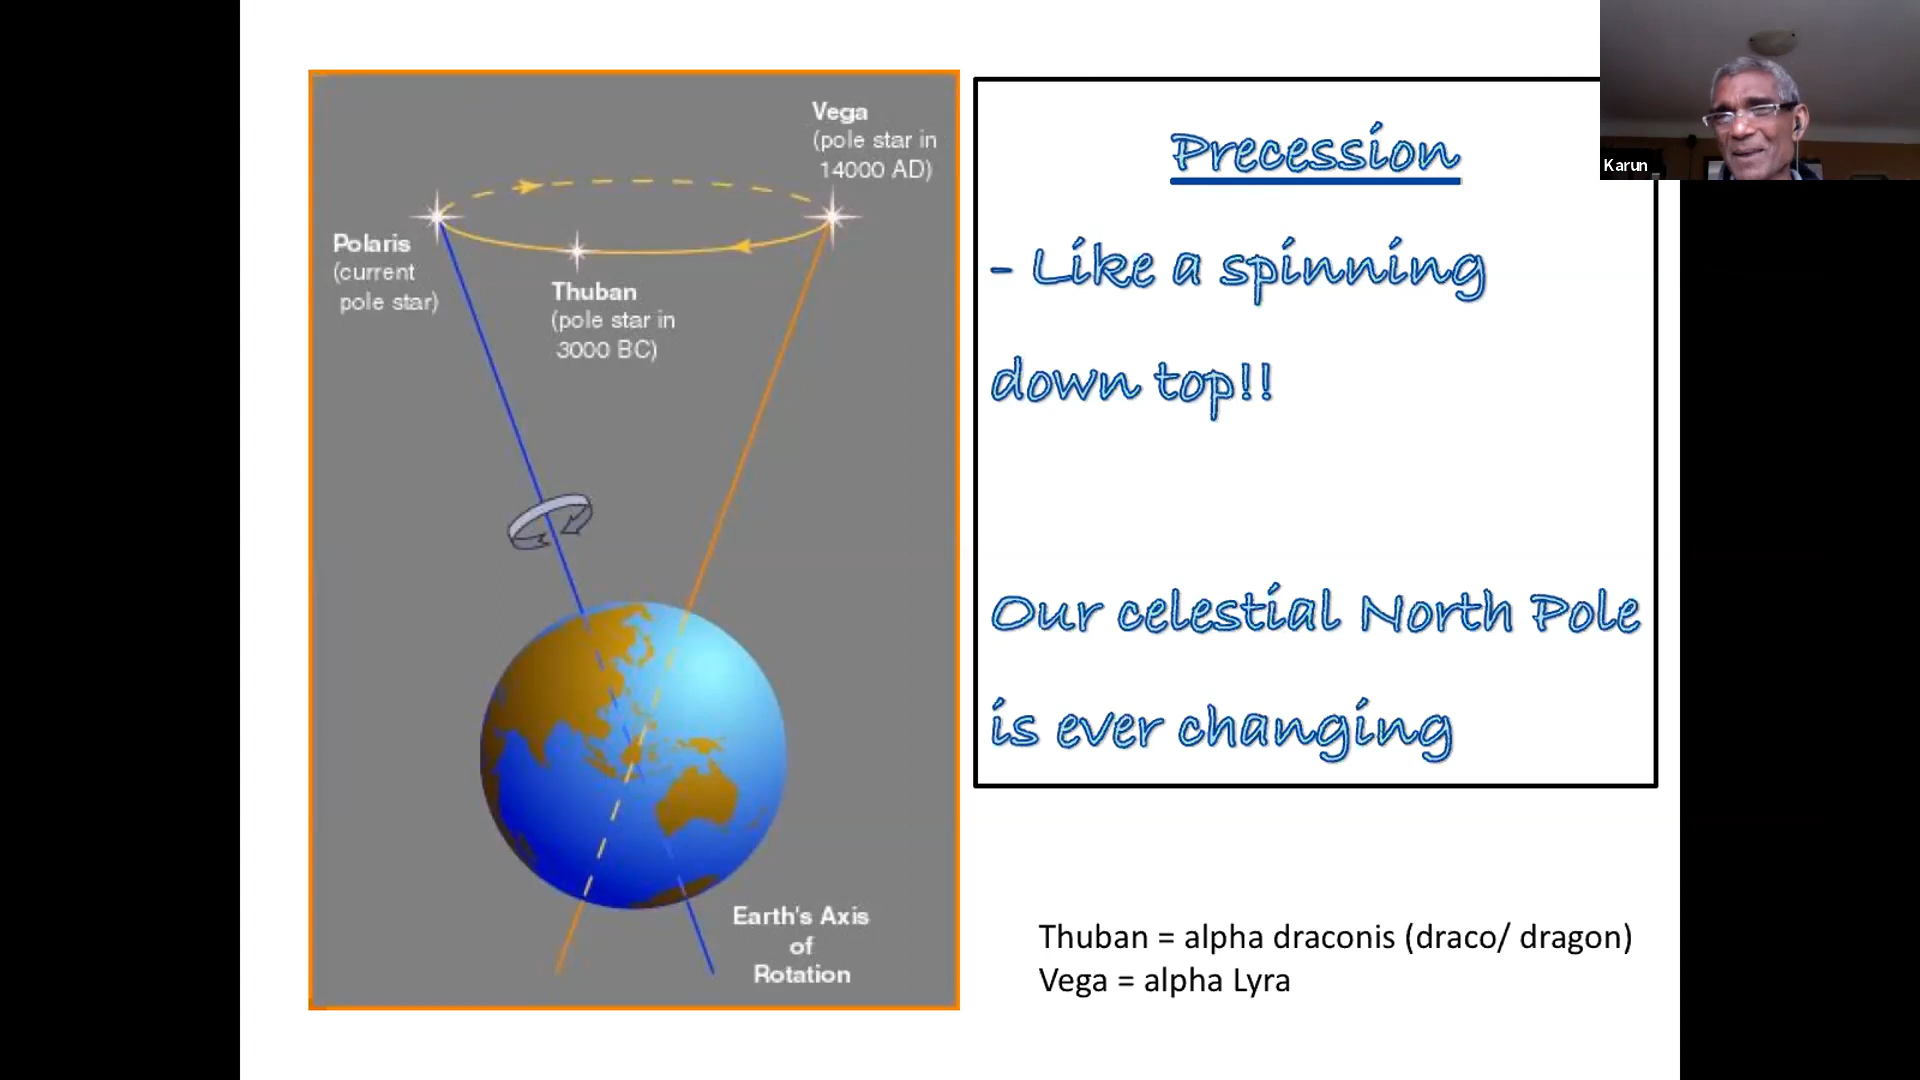 Vega
(pole star in
14000 AD)
Polaris
(current
pole star)
Thuban
(pole star in
3000 BC)
Earth's Axis
of
Rotation
Precession
- Like a spinning
down top!!
Our celestial North Pole
is ever changing
Thuban = alpha draconis (draco/ dragon)
Vega = alpha Lyra
Karun